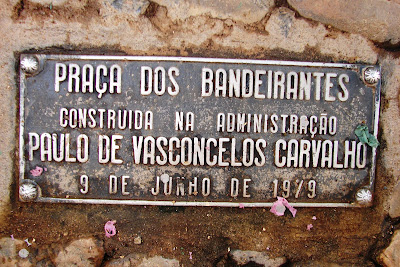 PRAÇA DOS BANDEIRANTES
CONSTRUIDA NA ADMINISTRAÇÃO
PAULO DE VASCONCELOS CARVALHO
9 DE JUNHO DE 1979